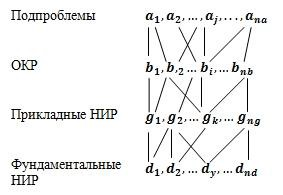 Подпроблемы a₁, a₂, …, aⱼ, . . . , aₙₐ
ОКР b₁, b,₂ … bᵢ, … bₙb
Прикладные НИР g₁, g₂, … gₖ, … gₙg
Фундаментальные d₁, d₂, … dy, … dₙd
НИР